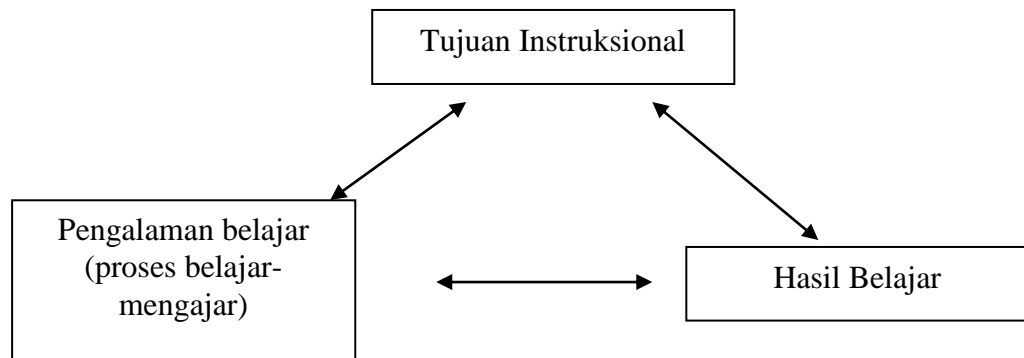 Tujuan Instruksional
Pengalaman belajar
(proses belajar-
mengajar)
Hasil Belajar